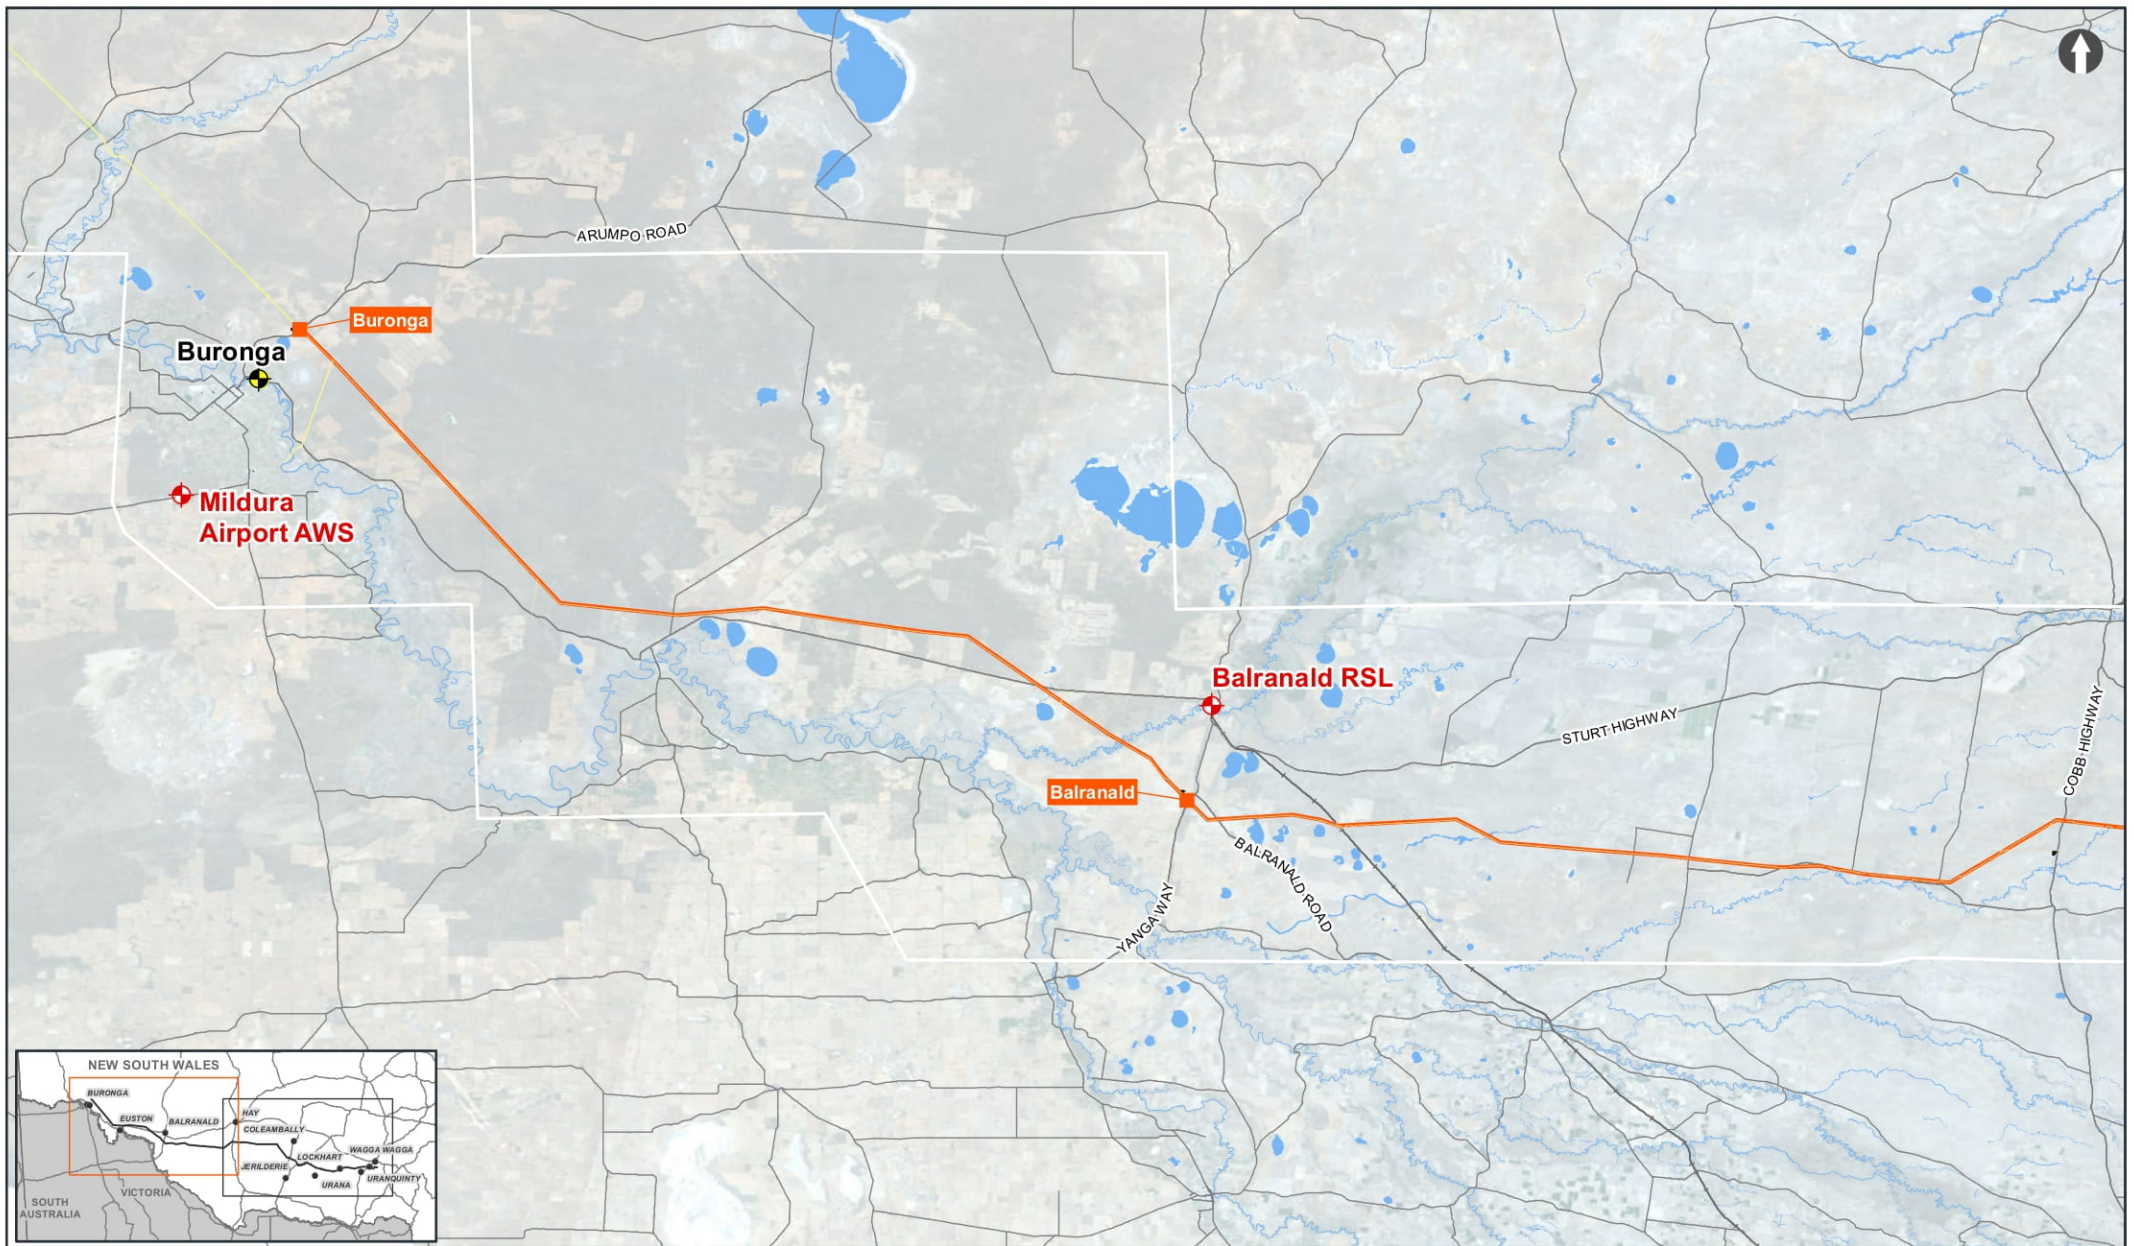 ARUMPO ROAD
Buronga
Buronga
Mildura
Airport AWS
Balranald RSL
STURT HIGHWAY
COBB HIGHWAY
Balranald
BALRANALD ROAD
YANGA WAY
NEW SOUTH WALES
BURONGA
EUSTON
BALRANALD
HAY
COLEAMBALLY
WAGGA WAGGA
LOCKHART
JERILDERIE
URANQUINTY
URANA
VICTORIA
SOUTH
AUSTRALIA